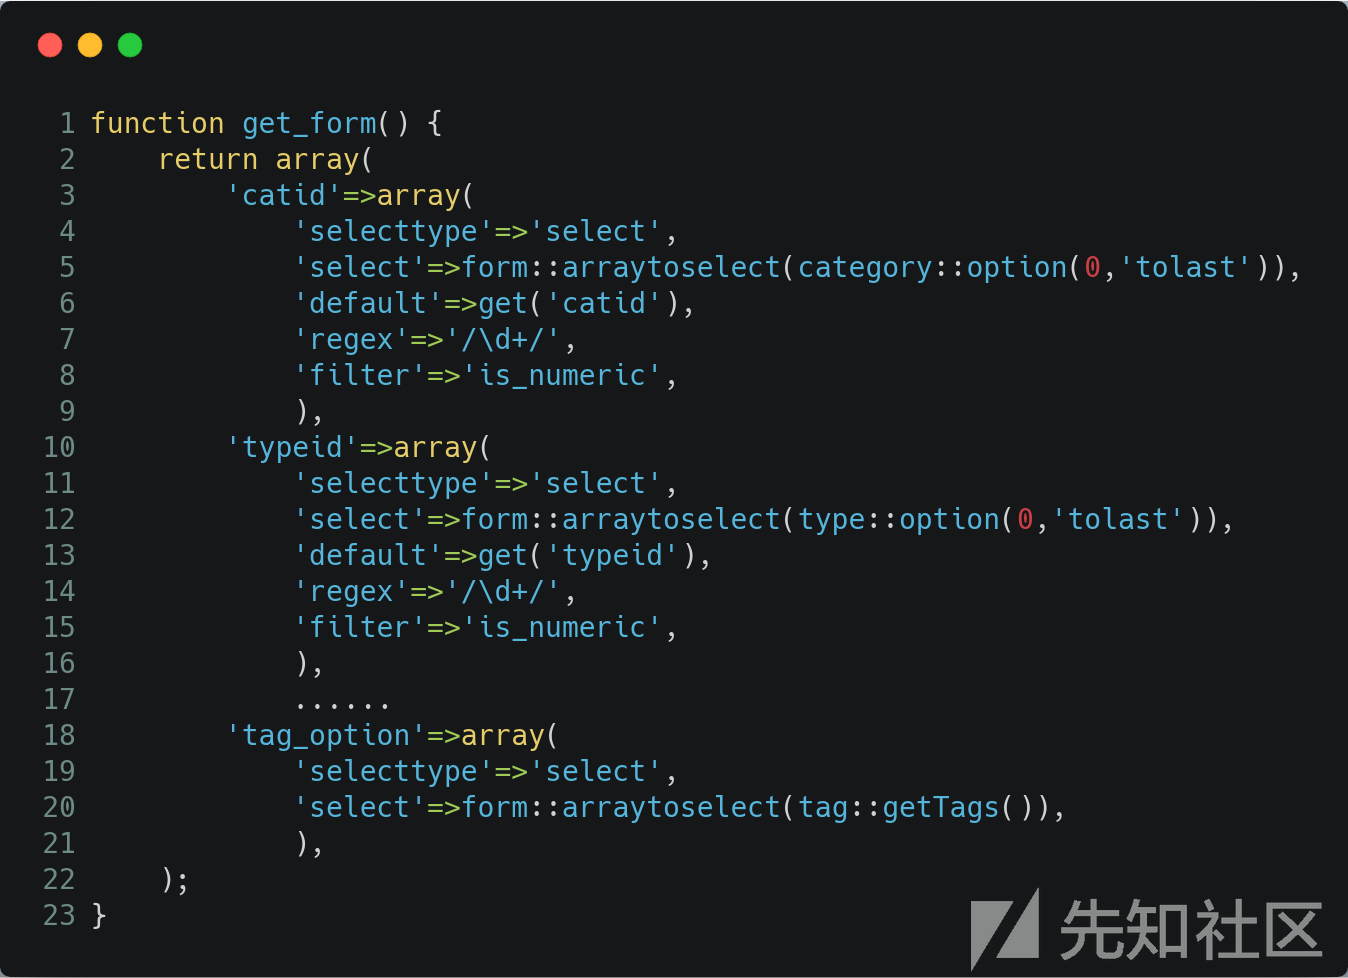 1 function get_form() {
2     return array(
3         'catid'=>array(
4             'selecttype'=>'select',
5             'select'=>form::arraytoselect(category::option(0,'tolast')),
6             'default'=>get('catid'),
7             'regex'=>'/\d+/',
8             'filter'=>'is_numeric',
9             ),
10         'typeid'=>array(
11             'selecttype'=>'select',
12             'select'=>form::arraytoselect(type::option(0,'tolast')),
13             'default'=>get('typeid'),
14             'regex'=>'/\d+/',
15             'filter'=>'is_numeric',
16             ),
17             ......
18         'tag_option'=>array(
19             'selecttype'=>'select',
20             'select'=>form::arraytoselect(tag::getTags()),
21             ),
22     );
23 }
先知社区